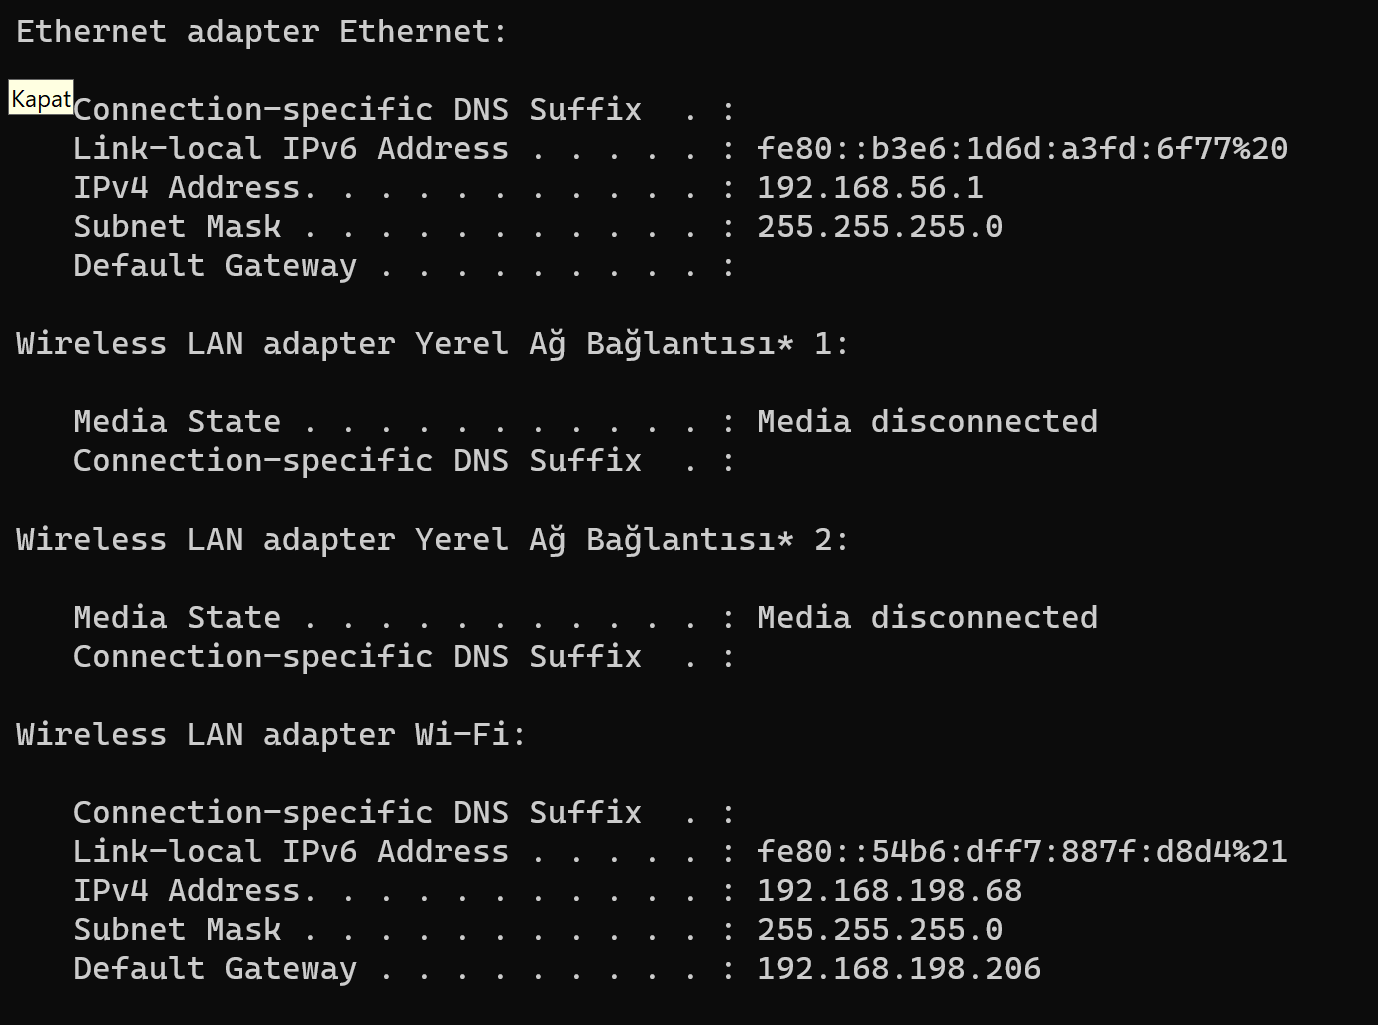 Ethernet adapter Ethernet:
Kapat
Connection-specific DNS Suffix  . :
Link-local IPv6 Address . . . . . : fe80::b3e6:1d6d:a3fd:6f77%20
IPv4 Address. . . . . . . . . . . : 192.168.56.1
Subnet Mask . . . . . . . . . . . : 255.255.255.0
Default Gateway . . . . . . . . . :
Wireless LAN adapter Yerel Ağ Bağlantısı* 1:
Media State . . . . . . . . . . . : Media disconnected
Connection-specific DNS Suffix  . :
Wireless LAN adapter Yerel Ağ Bağlantısı* 2:
Media State . . . . . . . . . . . : Media disconnected
Connection-specific DNS Suffix  . :
Wireless LAN adapter Wi-Fi:
Connection-specific DNS Suffix  . :
Link-local IPv6 Address . . . . . : fe80::54b6:dff7:887f:d8d4%21
IPv4 Address. . . . . . . . . . . : 192.168.198.68
Subnet Mask . . . . . . . . . . . : 255.255.255.0
Default Gateway . . . . . . . . . : 192.168.198.206